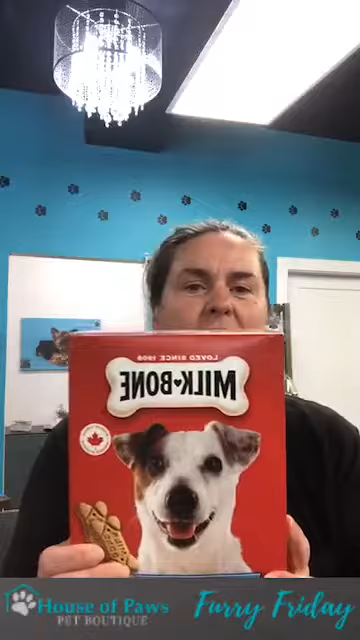 LOVED SINCE 1908
MILK-BONE
House of Paws
PET BOUTIQUE
Furry Friday